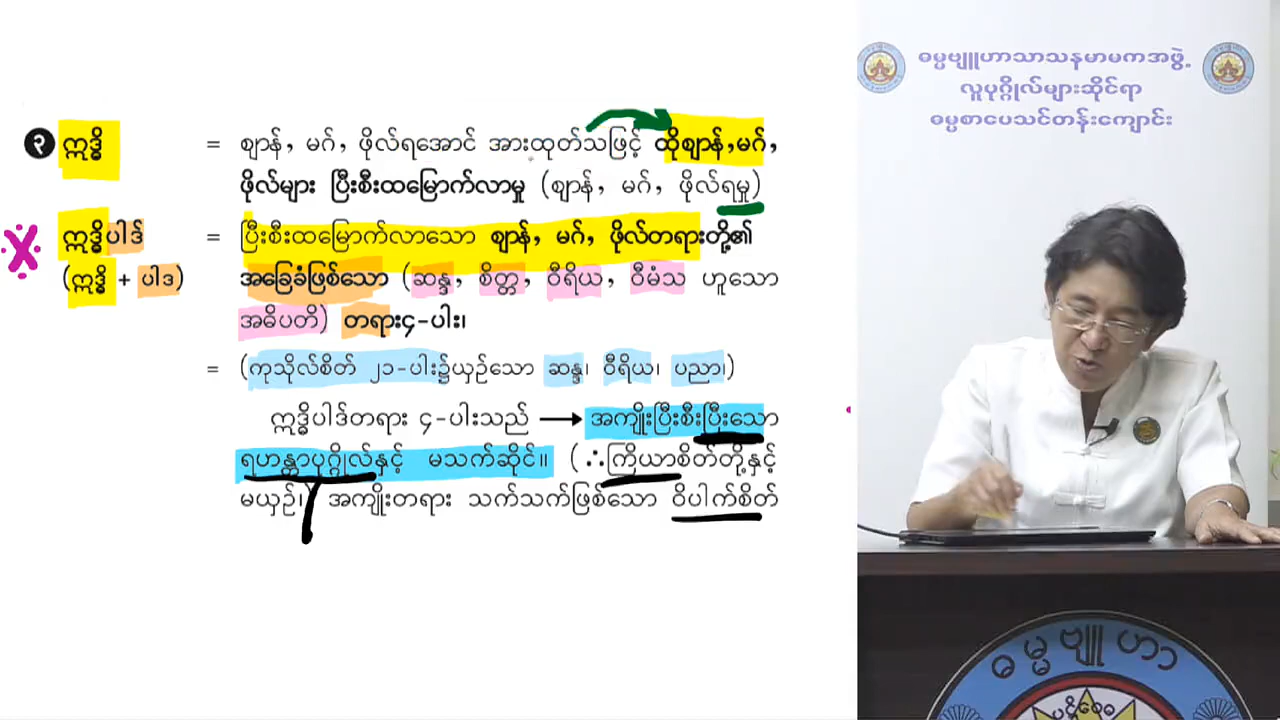 ၃ ဣဒ္ဓိ = ဈာန်၊ မဂ်၊ ဖိုလ်ရအောင် အားထုတ်သဖြင့် ထိုဈာန်၊မဂ်၊
ဖိုလ်များ ပြီးစီးထမြောက်လာမှု (ဈာန်၊ မဂ်၊ ဖိုလ်ရမှု)
ဣဒ္ဓိပါဒ် = ပြီးစီးထမြောက်လာသော ဈာန်၊ မဂ်၊ ဖိုလ်တရားတို့၏
(ဣဒ္ဓိ + ပါဒ) အခြေခံဖြစ်သော (ဆန္ဒ, စိတ္တ, ဝီရိယ, ဝီမံသ ဟူသော
အဓိပတိ) တရား၄-ပါး၊
= (ကုသိုလ်စိတ် ၂၁-ပါး၌ယှဉ်သော ဆန္ဒ၊ ဝီရိယ၊ ပညာ၊)
ဣဒ္ဓိပါဒ်တရား ၄-ပါးသည် → အကျိုးပြီးစီးပြီးသော
ရဟန္တာပုဂ္ဂိုလ်နှင့် မသက်ဆိုင်။ (∴ကြိယာစိတ်တို့နှင့်
မယှဉ်၊ အကျိုးတရား သက်သက်ဖြစ်သော ဝိပါက်စိတ်
ဓမ္မဗျူဟာသာသနမာမကအဖွဲ့
လူပုဂ္ဂိုလ်များဆိုင်ရာ
ဓမ္မစာပေသင်တန်းကျောင်း
ဓမ္မဗျူဟာ
ပဋိဝေဓ